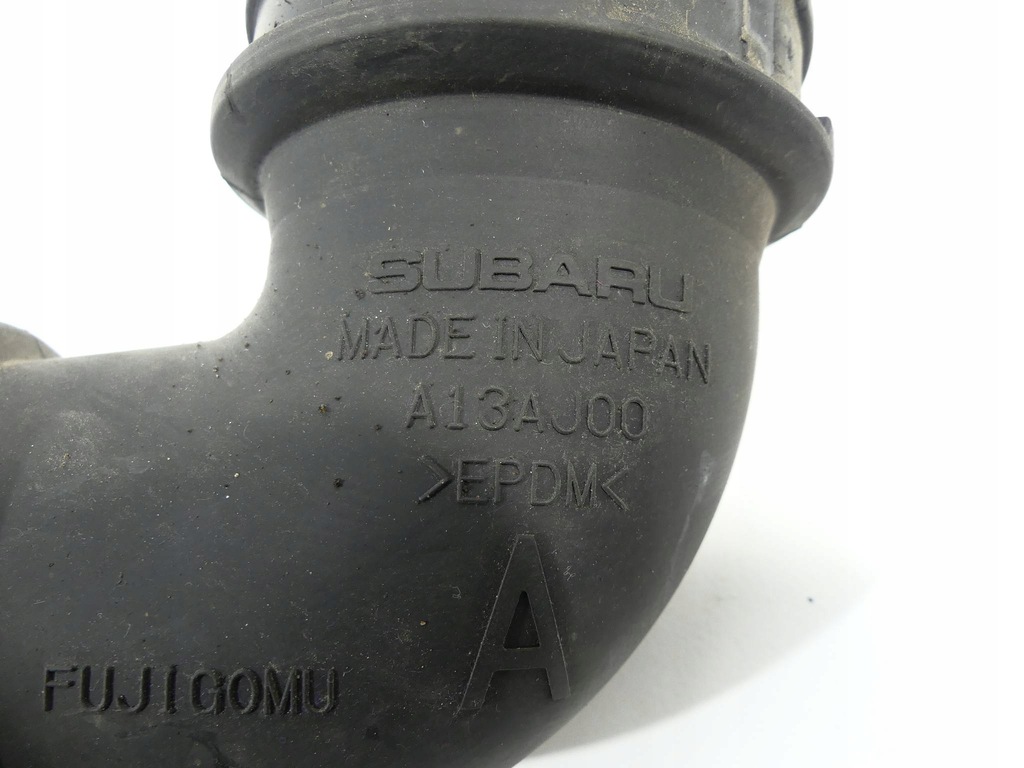 SUBARU
MADE IN JAPAN
A13AJ00
>EPDM<
A
FUJIGOMU